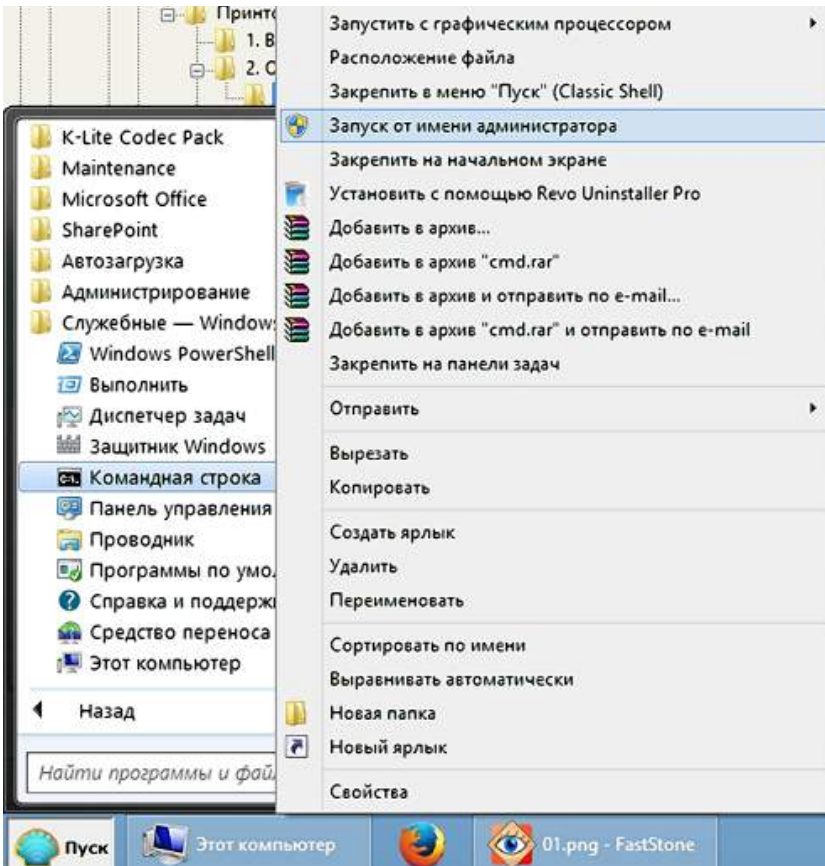 1. В
2. О
K-Lite Codec Pack
Maintenance
Microsoft Office
SharePoint
Автозагрузка
Администрирование
Служебные — Windows
Windows PowerShell
Выполнить
Диспетчер задач
Защитник Windows
Командная строка
Панель управления
Проводник
Программы по умол
Справка и поддерж
Средство переноса
Этот компьютер
Назад
Найти программы и фай
Запустить с графическим процессором
Расположение файла
Закрепить в меню "Пуск" (Classic Shell)
Запуск от имени администратора
Закрепить на начальном экране
Установить с помощью Revo Uninstaller Pro
Добавить в архив...
Добавить в архив "cmd.rar"
Добавить в архив и отправить по e-mail...
Добавить в архив "cmd.rar" и отправить по e-mail
Закрепить на панели задач
Отправить
Вырезать
Копировать
Создать ярлык
Удалить
Переименовать
Сортировать по имени
Выравнивать автоматически
Новая папка
Новый ярлык
Свойства
Пуск
Этот компьютер
01.png - FastStone